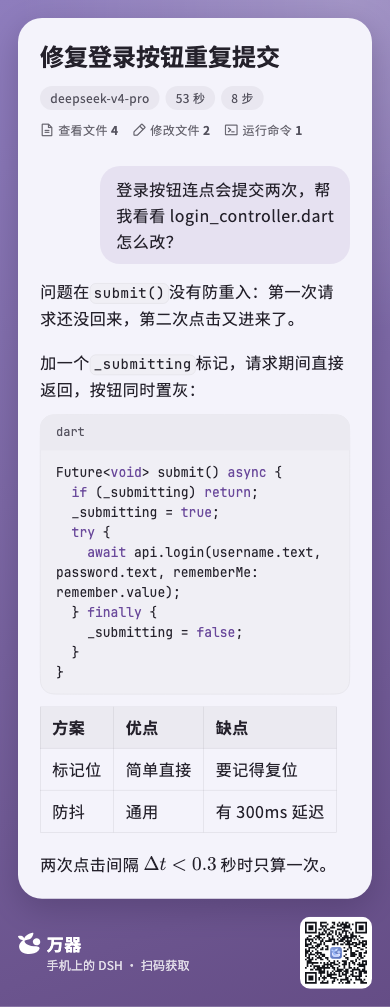 修复登录按钮重复提交
deepseek-v4-pro 53 秒 8 步
查看文件 4 修改文件 2 运行命令 1
登录按钮连点会提交两次，帮
我看看 login_controller.dart
怎么改？
问题在 submit() 没有防重入：第一次请
求还没回来，第二次点击又进来了。
加一个 _submitting 标记，请求期间直接
返回，按钮同时置灰：
dart
Future<void> submit() async {
  if (_submitting) return;
  _submitting = true;
  try {
    await api.login(username.text,
password.text, rememberMe:
remember.value);
  } finally {
    _submitting = false;
  }
}
方案 优点 缺点
标记位 简单直接 要记得复位
防抖 通用 有 300ms 延迟
两次点击间隔 Δt < 0.3 秒时只算一次。
万器
手机上的 DSH · 扫码获取